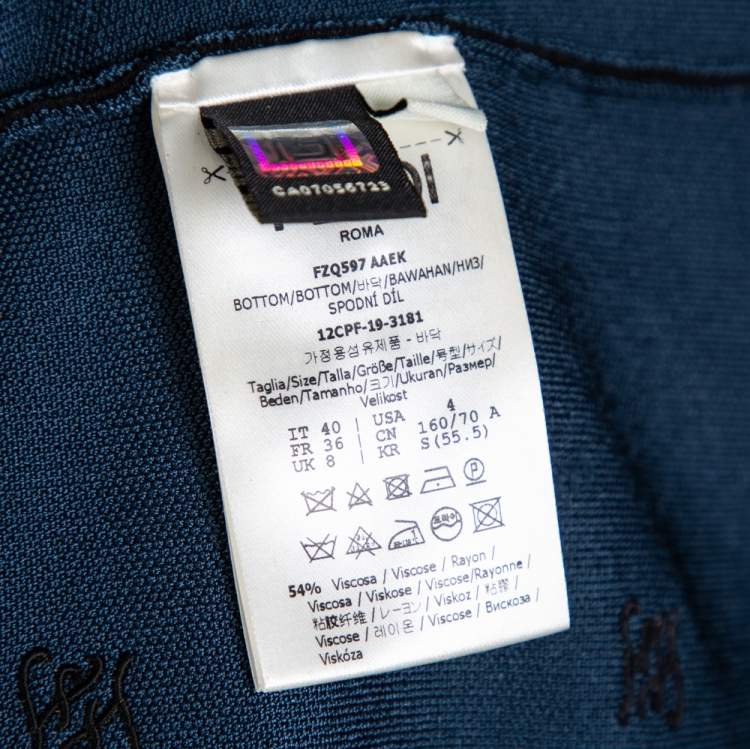 CA07056723
DI
ROMA
FZQ597 AAEK
BOTTOM/BOTTOM/바닥/BAWAHAN/НИЗ/
SPODNÍ DÍL
12CPF-19-3181
가정용섬유제품 - 바닥
Taglia/Size/Talla/Größe/Taille/号型/サイズ/
Beden/Tamanho/크기/Ukuran/Размер/
Velikost
IT 40 | USA 4
FR 36 | CN 160/70 A
UK 8 | KR S(55.5)
P
54% Viscosa / Viscose / Rayon /
Viscosa / Viskose / Viscose/Rayonne /
粘胶纤维 / レーヨン / Viskoz / 粘膠 /
Viscose / 레이온 / Viscose / Вискоза /
Viskóza